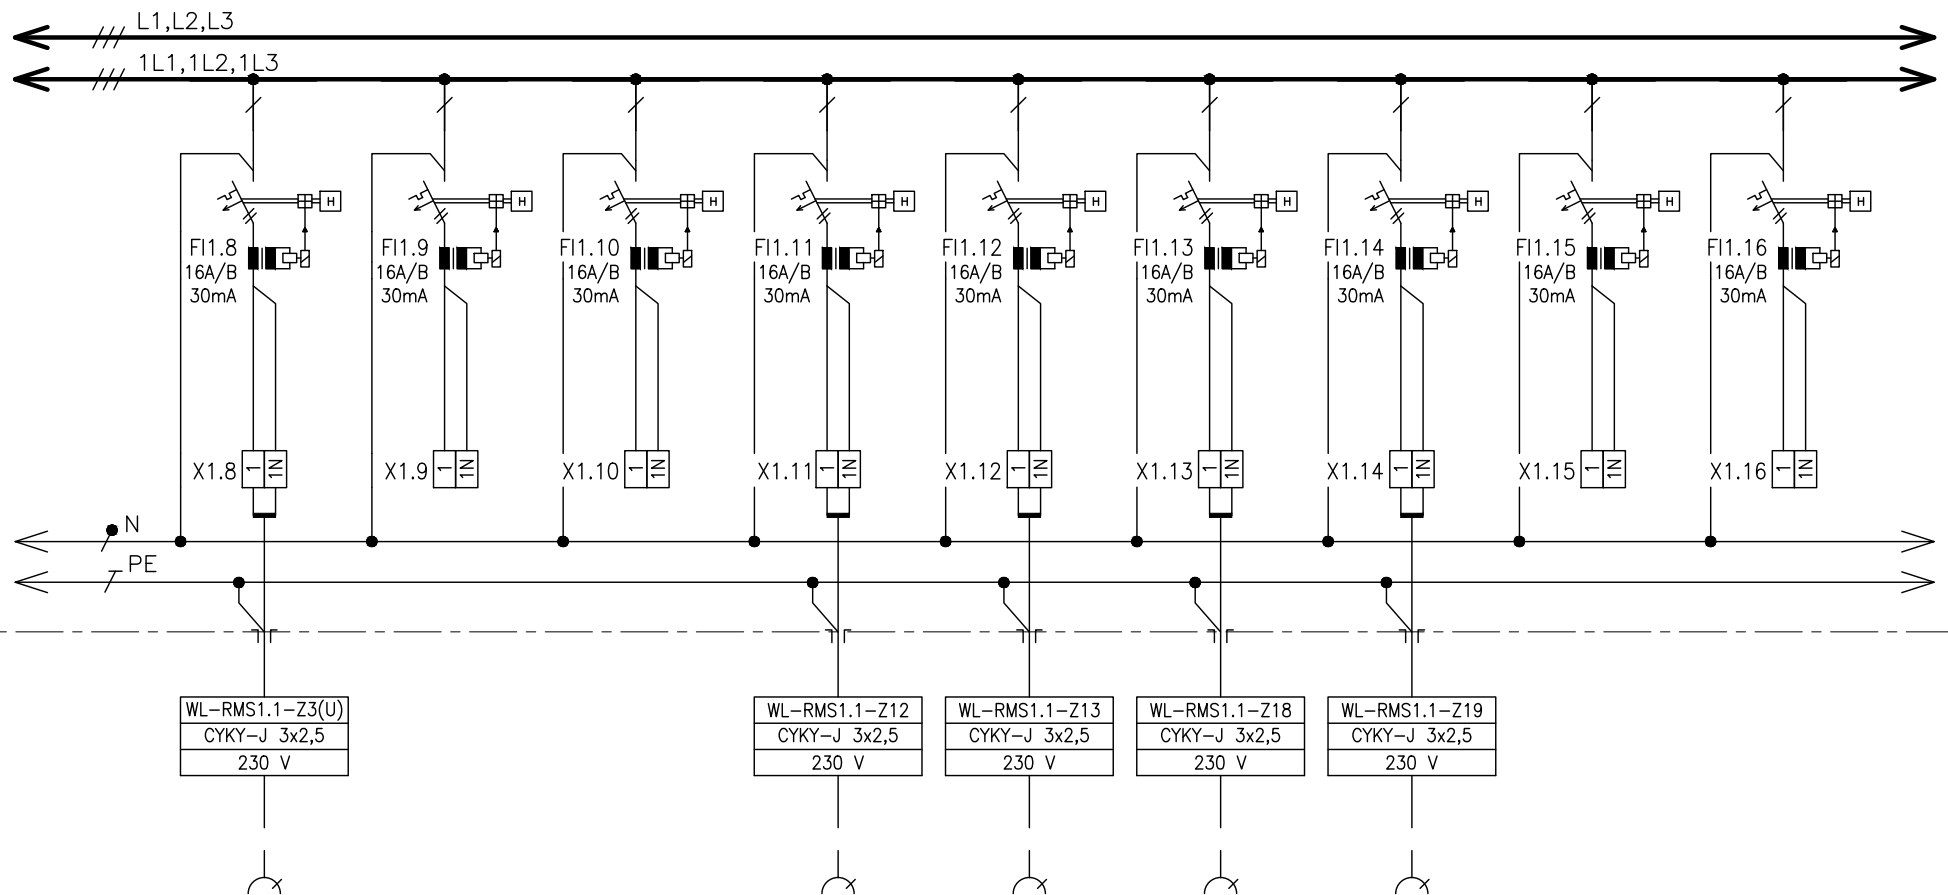 L1,L2,L3
1L1,1L2,1L3
H H H H H H H H H
FI1.8 FI1.9 FI1.10 FI1.11 FI1.12 FI1.13 FI1.14 FI1.15 FI1.16
16A/B 16A/B 16A/B 16A/B 16A/B 16A/B 16A/B 16A/B 16A/B
30mA 30mA 30mA 30mA 30mA 30mA 30mA 30mA 30mA
X1.8 1 1N X1.9 1 1N X1.10 1 1N X1.11 1 1N X1.12 1 1N X1.13 1 1N X1.14 1 1N X1.15 1 1N X1.16 1 1N
N
PE
WL-RMS1.1-Z3(U) WL-RMS1.1-Z12 WL-RMS1.1-Z13 WL-RMS1.1-Z18 WL-RMS1.1-Z19
CYKY-J 3x2,5 CYKY-J 3x2,5 CYKY-J 3x2,5 CYKY-J 3x2,5 CYKY-J 3x2,5
230 V 230 V 230 V 230 V 230 V